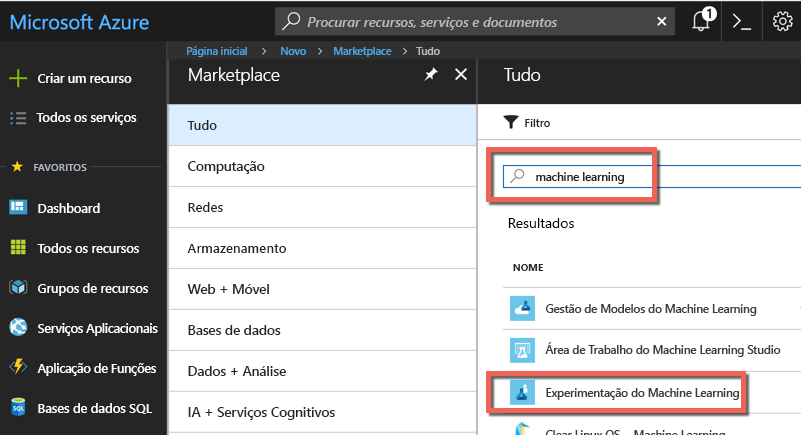 Microsoft Azure
Procurar recursos, serviços e documentos
1
Página inicial > Novo > Marketplace > Tudo
Criar um recurso
Todos os serviços
FAVORITOS
Dashboard
Todos os recursos
Grupos de recursos
Serviços Aplicacionais
Aplicação de Funções
SQL
Bases de dados SQL
Marketplace
Tudo
Computação
Redes
Armazenamento
Web + Móvel
Bases de dados
Dados + Análise
IA + Serviços Cognitivos
Tudo
Filtro
machine learning
Resultados
NOME
Gestão de Modelos do Machine Learning
Área de Trabalho do Machine Learning Studio
Experimentação do Machine Learning
Clear Linux OS - Machine Learning